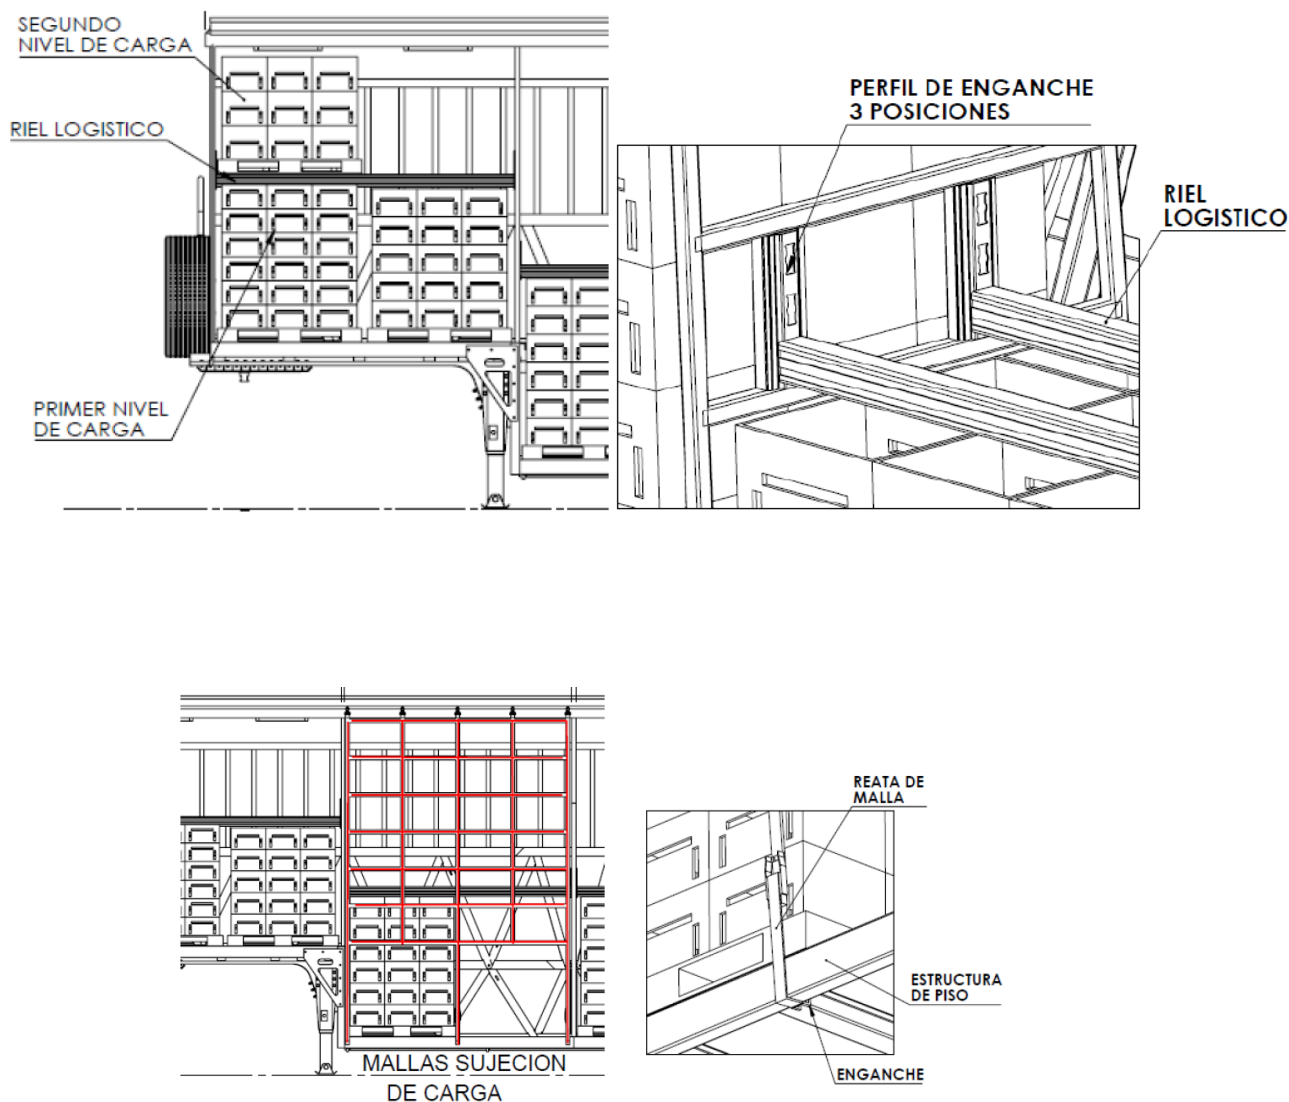 SEGUNDO
NIVEL DE CARGA
RIEL LOGISTICO
PRIMER NIVEL
DE CARGA
PERFIL DE ENGANCHE
3 POSICIONES
RIEL
LOGISTICO
MALLAS SUJECION
DE CARGA
REATA DE
MALLA
ESTRUCTURA
DE PISO
ENGANCHE